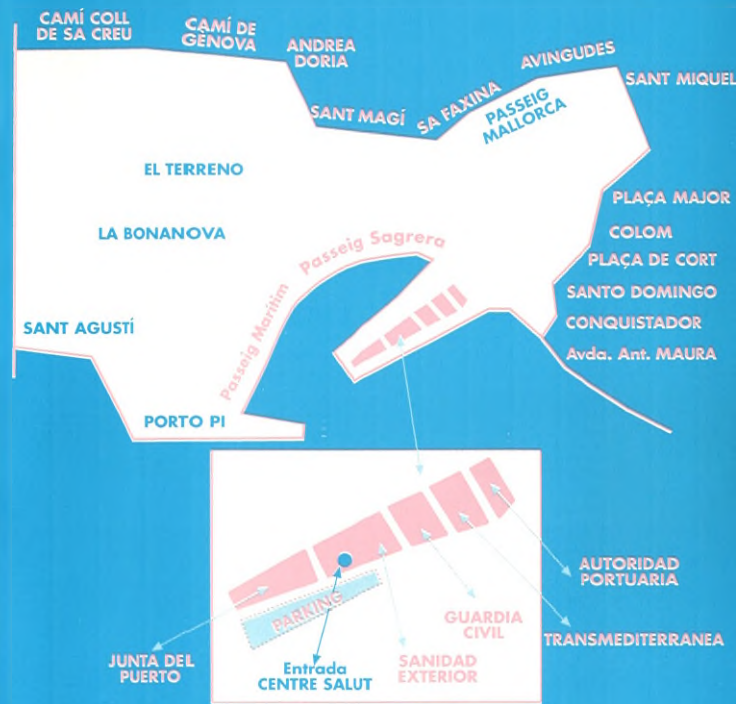 CAMÍ COLL
DE SA CREU
CAMÍ DE
GÈNOVA
ANDREA
DORIA
AVINGUDES
SANT MIQUEL
SANT MAGÍ
SA FAXINA
PASSEIG
MALLORCA
EL TERRENO
PLAÇA MAJOR
LA BONANOVA
Passeig Sagrera
COLOM
PLAÇA DE CORT
SANTO DOMINGO
Passeig Marítim
SANT AGUSTÍ
CONQUISTADOR
Avda. Ant. MAURA
PORTO PI
AUTORIDAD
PORTUARIA
PARKING
GUARDIA
CIVIL
TRANSMEDITERRANEA
JUNTA DEL
PUERTO
Entrada
CENTRE SALUT
SANIDAD
EXTERIOR